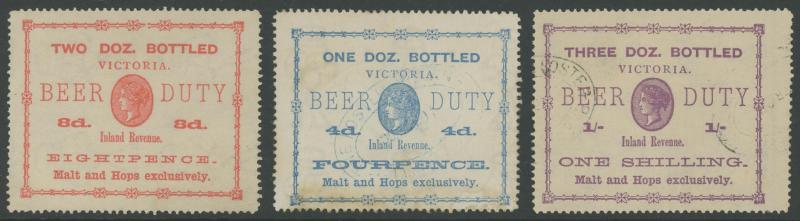 TWO DOZ. BOTTLED
VICTORIA.
BEER DUTY
8d. 8d.
Inland Revenue.
EIGHTPENCE.
Malt and Hops exclusively.
ONE DOZ. BOTTLED
VICTORIA.
BEER DUTY
4d. 4d.
Inland Revenue.
FOURPENCE.
Malt and Hops exclusively.
THREE DOZ. BOTTLED
VICTORIA.
BEER DUTY
1/- 1/-
Inland Revenue.
ONE SHILLING.
Malt and Hops exclusively.